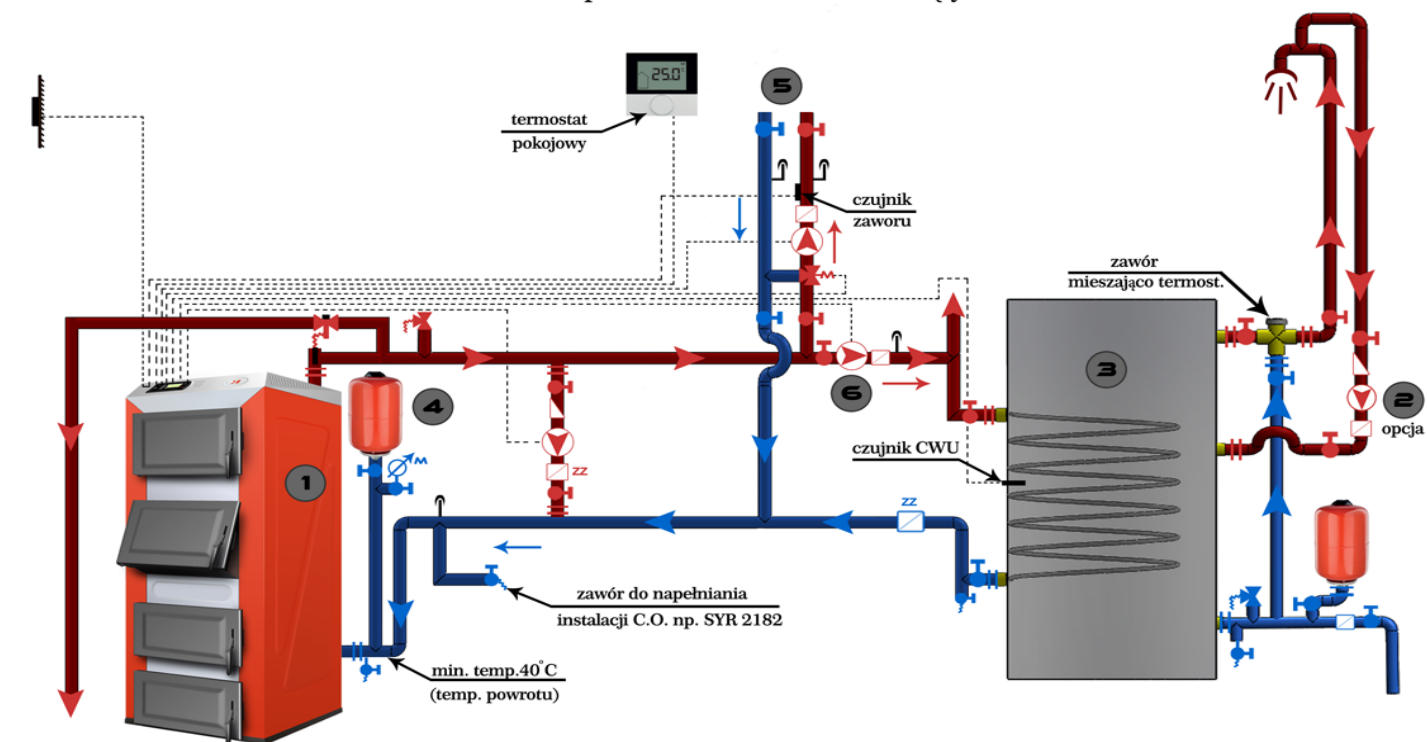 25.0°
5
termostat
pokojowy
czujnik
zaworu
zawór
mieszająco termost.
3
4
6
2
opcja
czujnik CWU
1
M
zz
zz
zawór do napełniania
instalacji C.O. np. SYR 2182
min. temp.40°C
(temp. powrotu)